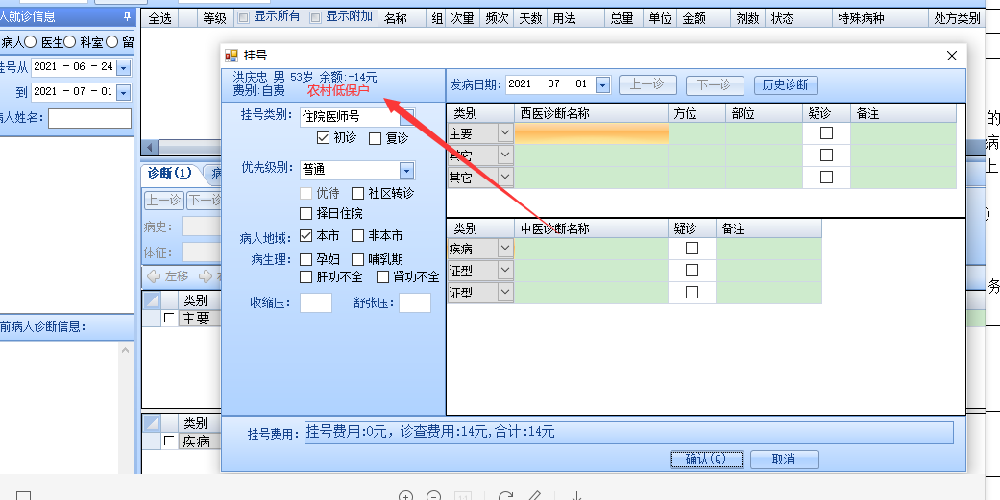 人就诊信息
病人 医生 科室 留
挂号从 2021 - 06 - 24
到 2021 - 07 - 01
病人姓名:
前病人诊断信息:
全选 等级 显示所有 显示附加 名称 组 次量 频次 天数 用法 总量 单位 金额 剂数 状态 特殊病种 处方类别
诊断(1) 病
上一诊 下一诊
病史:
体征:
左移
类别
主要
类别
疾病
挂号
洪庆忠 男 53岁 余额:-14元
费别:自费 农村低保户
挂号类别: 住院医师号
初诊 复诊
优先级别: 普通
优待 社区转诊
择日住院
病人地域: 本市 非本市
病生理: 孕妇 哺乳期
肝功不全 肾功不全
收缩压: 舒张压:
发病日期: 2021 - 07 - 01 上一诊 下一诊 历史诊断
类别 西医诊断名称 方位 部位 疑诊 备注
主要
其它
其它
类别 中医诊断名称 疑诊 备注
疾病
证型
证型
挂号费用: 挂号费用:0元, 诊查费用:14元,合计:14元
确认(Q) 取消
的
病
上
)
务
1:1